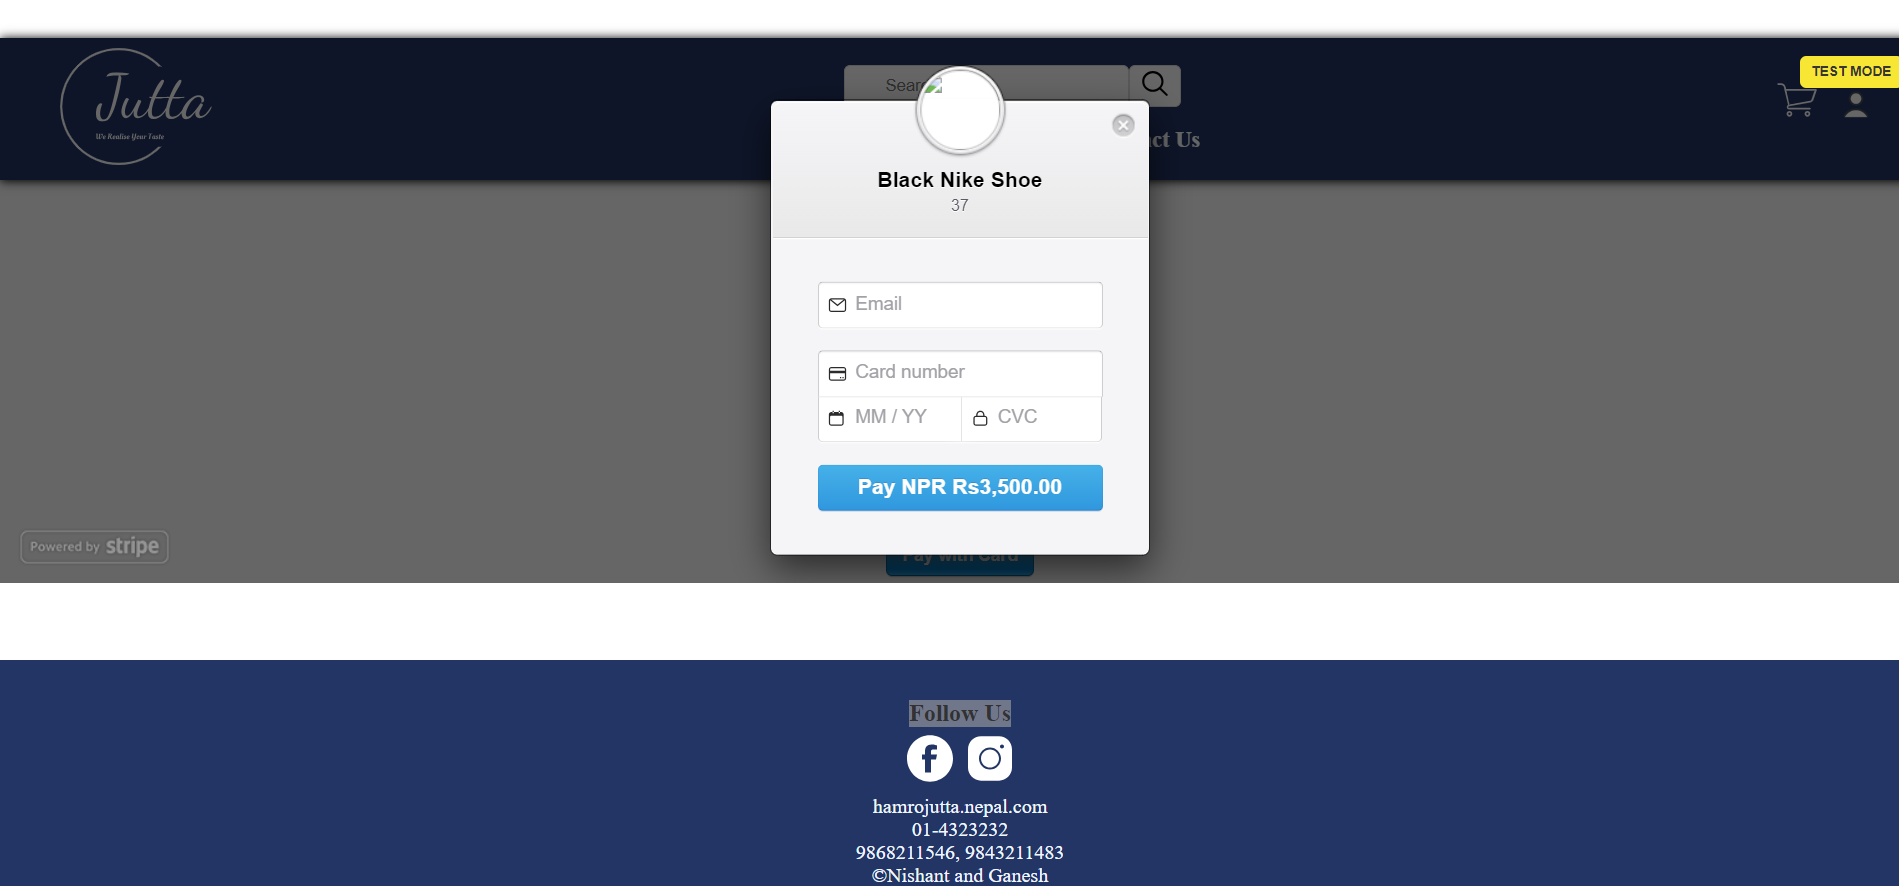 Jutta
We Realise Your Taste
Sear
TEST MODE
ct Us
Black Nike Shoe
37
Email
Card number
MM / YY
CVC
Pay NPR Rs3,500.00
Powered by stripe
Pay with Card
Follow Us
hamrojutta.nepal.com
01-4323232
9868211546, 9843211483
©Nishant and Ganesh